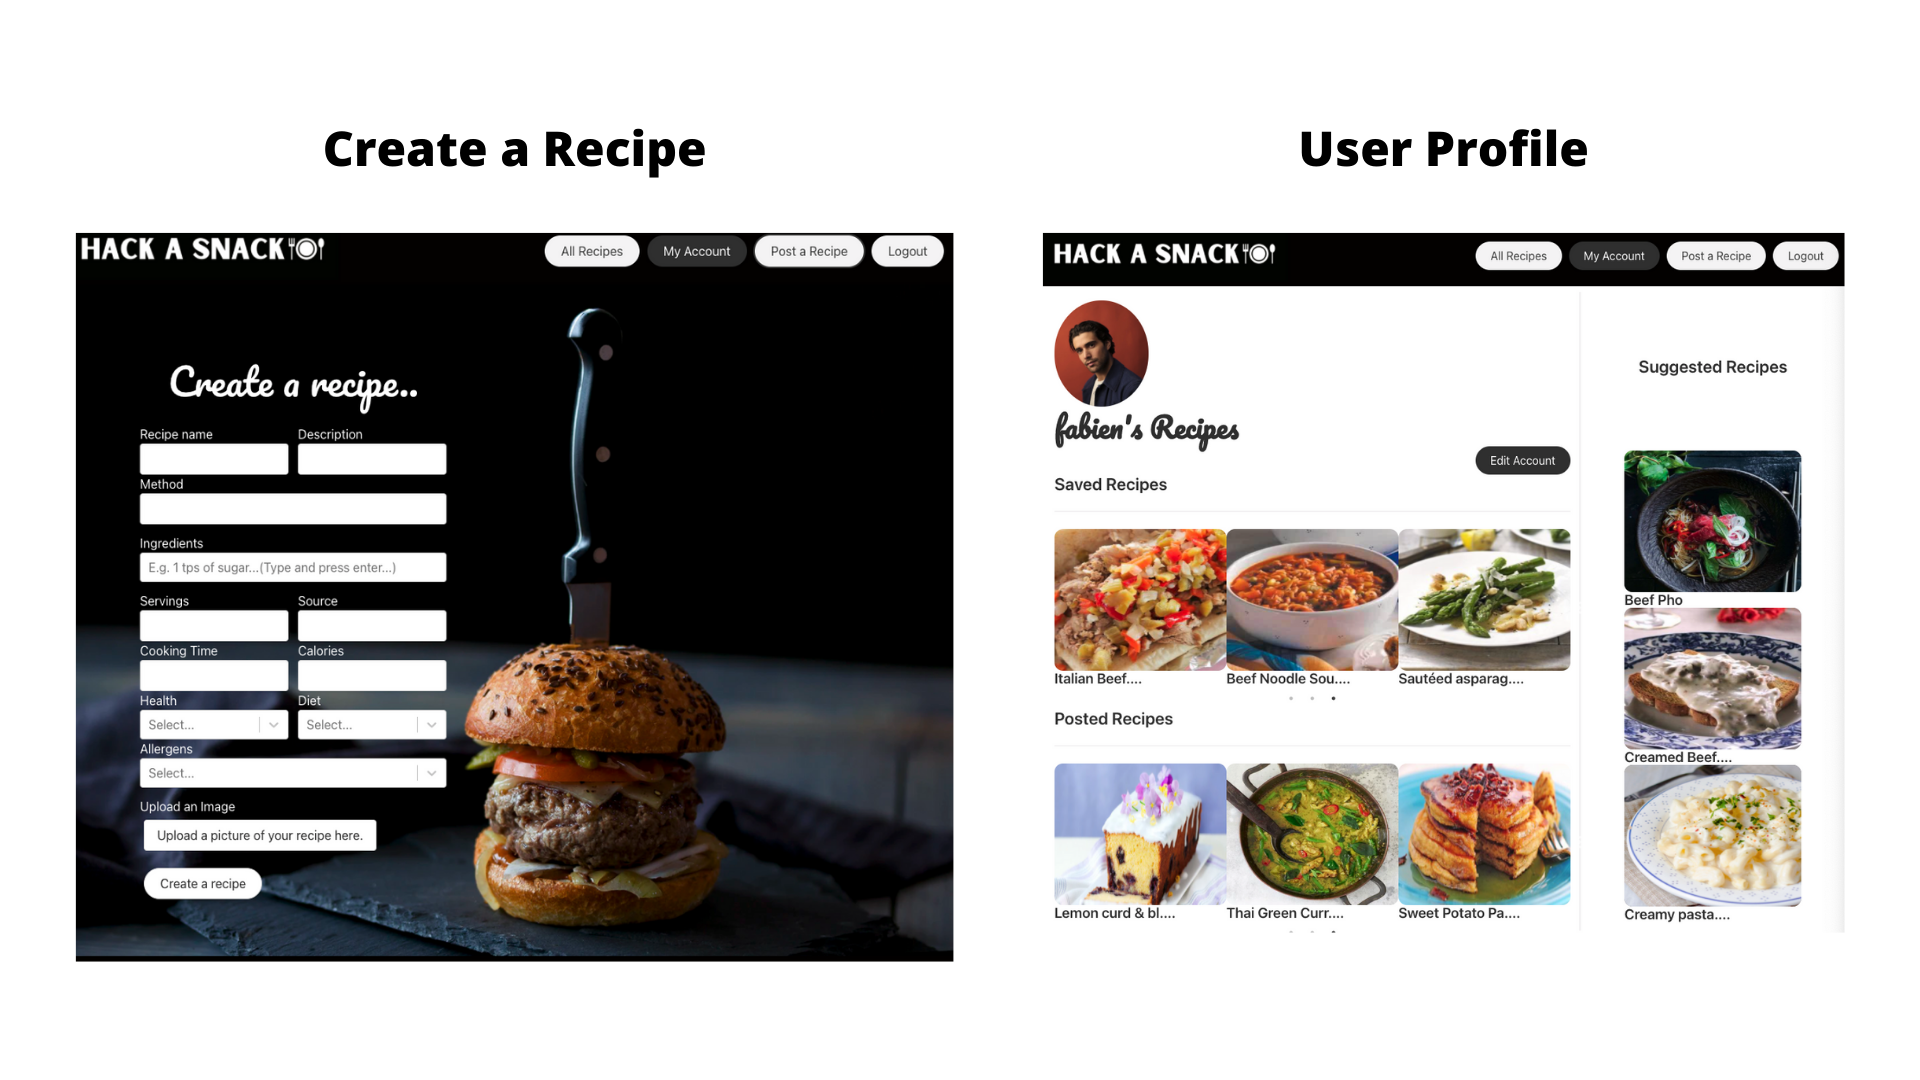 Create a Recipe
HACK A SNACK
All Recipes
My Account
Post a Recipe
Logout
Create a recipe..
Recipe name
Description
Method
Ingredients
E.g. 1 tps of sugar...(Type and press enter...)
Servings
Source
Cooking Time
Calories
Health
Diet
Select...
Select...
Allergens
Select...
Upload an Image
Upload a picture of your recipe here.
Create a recipe
User Profile
HACK A SNACK
All Recipes
My Account
Post a Recipe
Logout
fabien's Recipes
Edit Account
Saved Recipes
Italian Beef....
Beef Noodle Sou....
Sautéed asparag....
Posted Recipes
Lemon curd & bl....
Thai Green Curr....
Sweet Potato Pa....
Suggested Recipes
Beef Pho
Creamed Beef....
Creamy pasta....